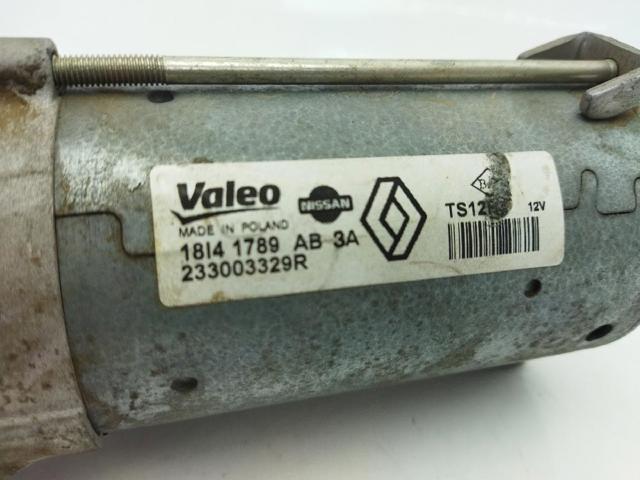 Valeo
NISSAN
MADE IN POLAND
18I4 1789 AB 3A
233003329R
12V